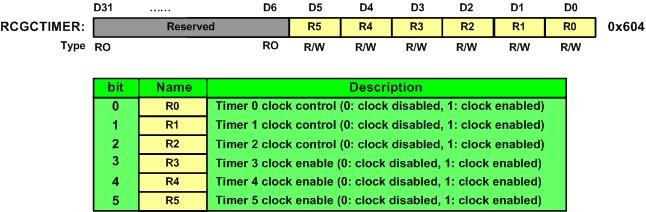 D31 ...... D6 D5 D4 D3 D2 D1 D0
RCGCTIMER: Reserved R5 R4 R3 R2 R1 R0 0x604
Type RO RO R/W R/W R/W R/W R/W R/W
bit Name Description
0 R0 Timer 0 clock control (0: clock disabled, 1: clock enabled)
1 R1 Timer 1 clock control (0: clock disabled, 1: clock enabled)
2 R2 Timer 2 clock control (0: clock disabled, 1: clock enabled)
3 R3 Timer 3 clock enable (0: clock disabled, 1: clock enabled)
4 R4 Timer 4 clock enable (0: clock disabled, 1: clock enabled)
5 R5 Timer 5 clock enable (0: clock disabled, 1: clock enabled)